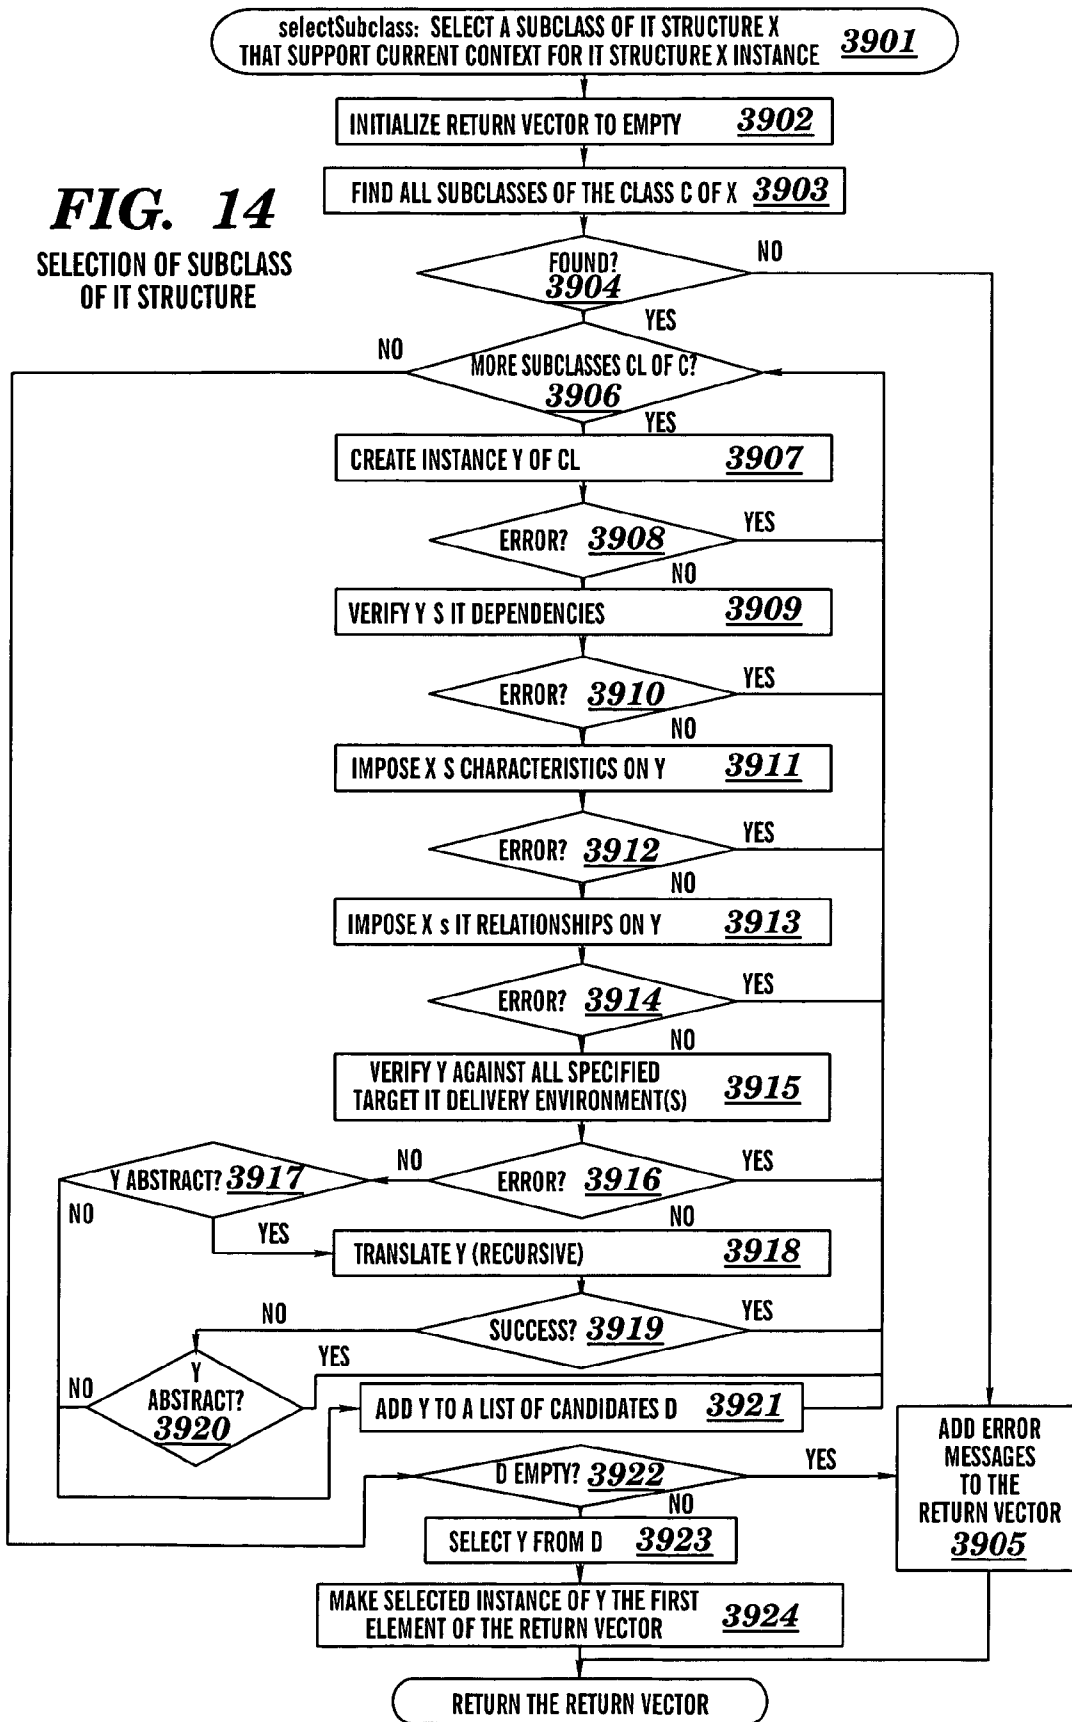 selectSubclass: SELECT A SUBCLASS OF IT STRUCTURE X
THAT SUPPORT CURRENT CONTEXT FOR IT STRUCTURE X INSTANCE 3901
INITIALIZE RETURN VECTOR TO EMPTY 3902
FIND ALL SUBCLASSES OF THE CLASS C OF X 3903
FIG. 14
SELECTION OF SUBCLASS
OF IT STRUCTURE
FOUND?
3904
NO
YES
NO
MORE SUBCLASSES CL OF C?
3906
YES
CREATE INSTANCE Y OF CL 3907
ERROR? 3908
YES
NO
VERIFY Y S IT DEPENDENCIES 3909
ERROR? 3910
YES
NO
IMPOSE X S CHARACTERISTICS ON Y 3911
ERROR? 3912
YES
NO
IMPOSE X s IT RELATIONSHIPS ON Y 3913
ERROR? 3914
YES
NO
VERIFY Y AGAINST ALL SPECIFIED
TARGET IT DELIVERY ENVIRONMENT(S) 3915
Y ABSTRACT? 3917
NO
ERROR? 3916
YES
NO
NO
YES
TRANSLATE Y (RECURSIVE) 3918
NO
SUCCESS? 3919
YES
Y
ABSTRACT?
3920
YES
NO
ADD Y TO A LIST OF CANDIDATES D 3921
D EMPTY? 3922
YES
NO
ADD ERROR
MESSAGES
TO THE
RETURN VECTOR
3905
SELECT Y FROM D 3923
MAKE SELECTED INSTANCE OF Y THE FIRST
ELEMENT OF THE RETURN VECTOR 3924
RETURN THE RETURN VECTOR